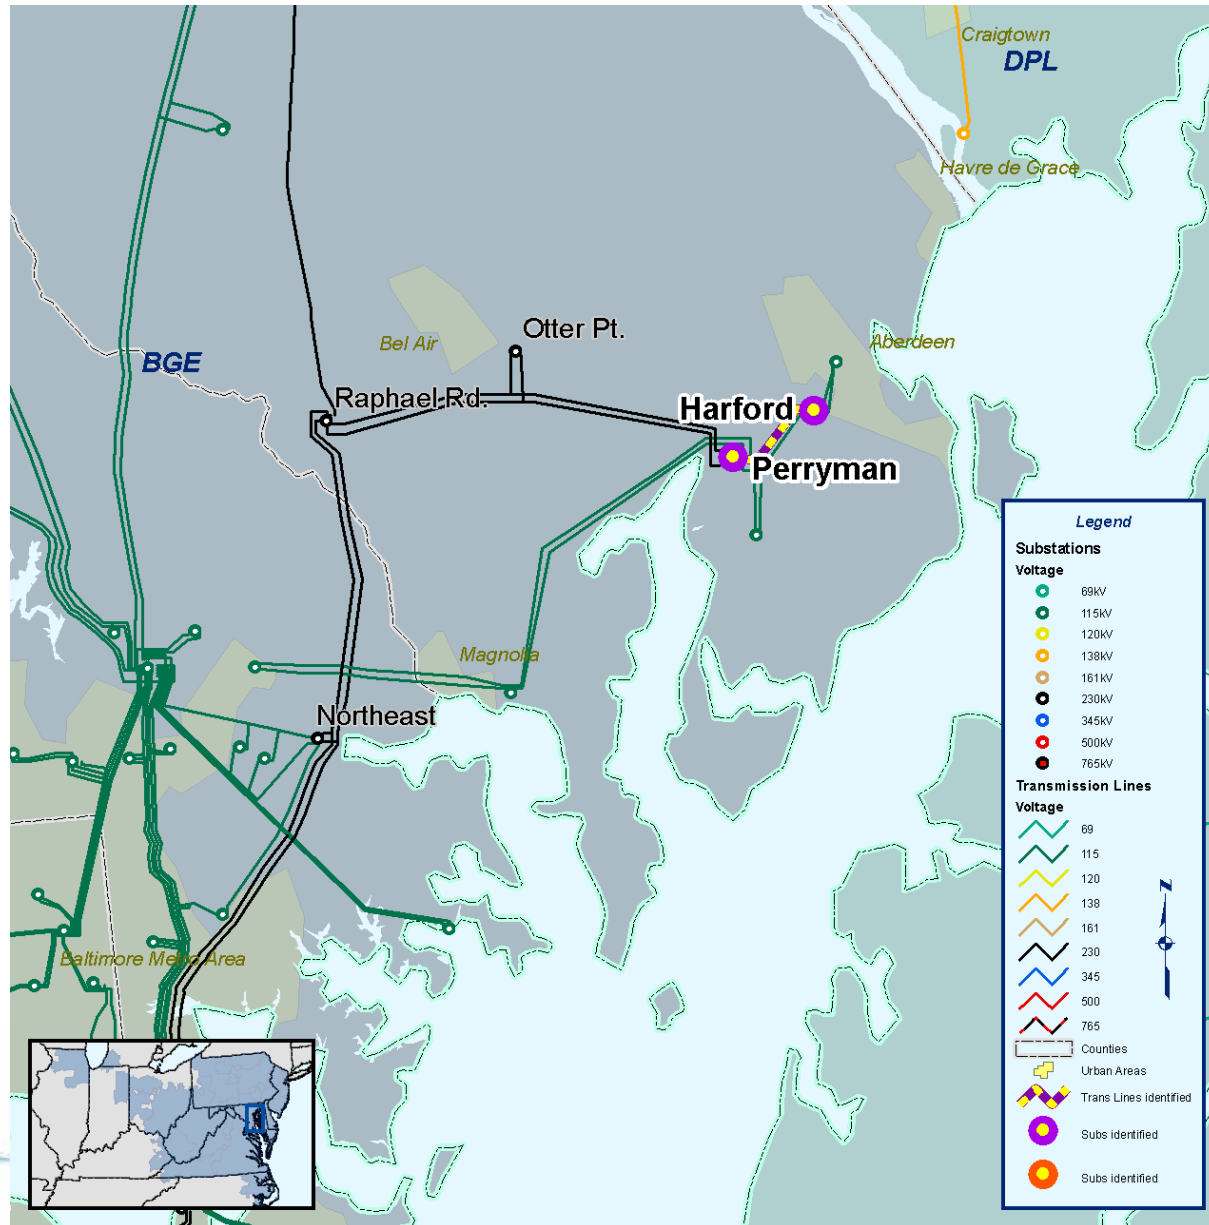 Craigtown
DPL
Havre de Grace
Otter Pt.
Bel Air
Aberdeen
BGE
Raphael Rd.
Harford
Perryman
Magnolia
Northeast
Baltimore Metro Area
Legend
Substations
Voltage
69kV
115kV
120kV
138kV
161kV
230kV
345kV
500kV
765kV
Transmission Lines
Voltage
69
115
120
138
161
230
345
500
765
Counties
Urban Areas
Trans Lines identified
Subs identified
Subs identified
N